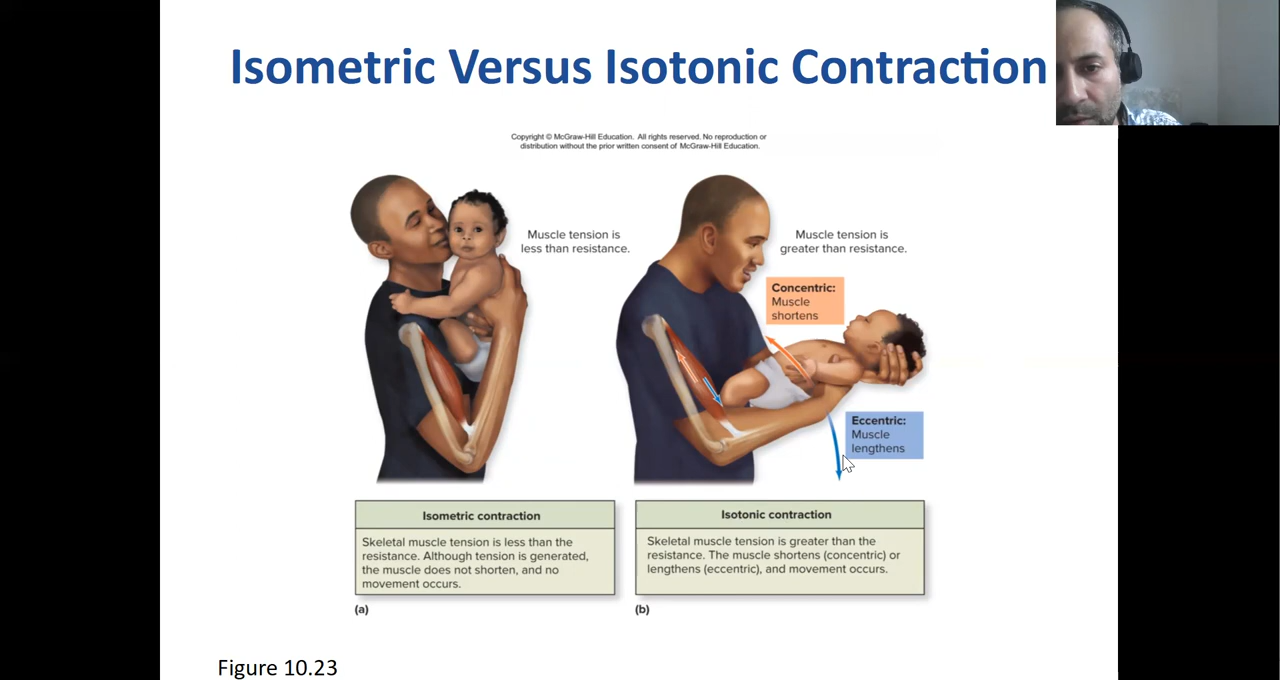 Isometric Versus Isotonic Contraction
Copyright © McGraw-Hill Education. All rights reserved. No reproduction or
distribution without the prior written consent of McGraw-Hill Education.
Muscle tension is
less than resistance.
Muscle tension is
greater than resistance.
Concentric:
Muscle
shortens
Eccentric:
Muscle
lengthens
Isometric contraction
Skeletal muscle tension is less than the
resistance. Although tension is generated,
the muscle does not shorten, and no
movement occurs.
(a)
Isotonic contraction
Skeletal muscle tension is greater than the
resistance. The muscle shortens (concentric) or
lengthens (eccentric), and movement occurs.
(b)
Figure 10.23